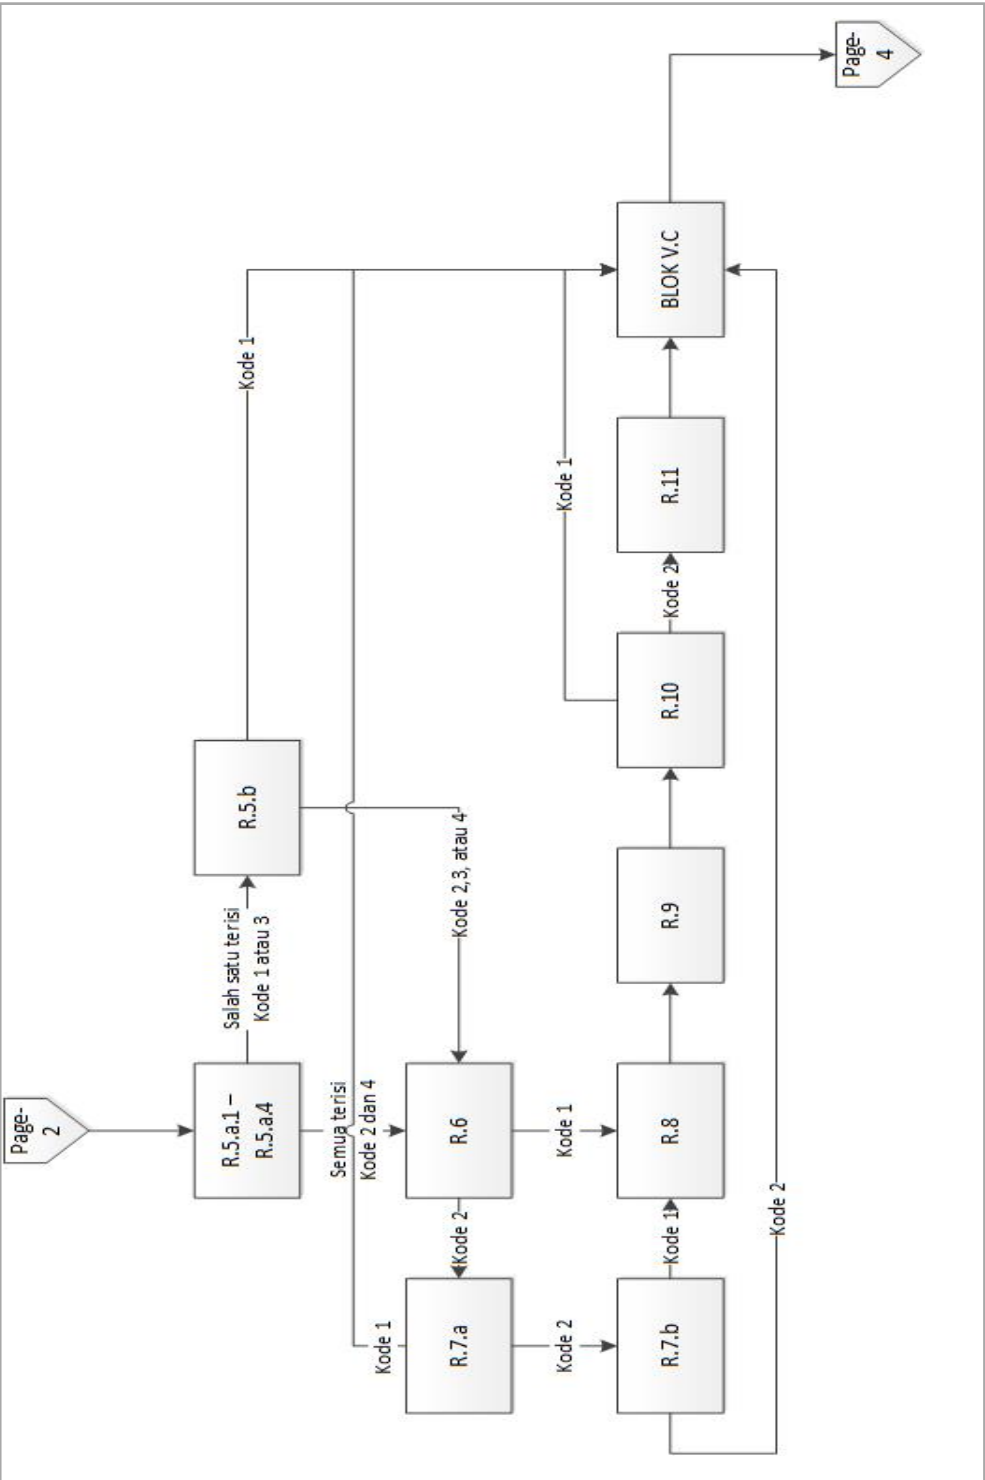 Page-
2
R.5.a.1 –
R.5.a.4
Salah satu terisi
Kode 1 atau 3
R.5.b
Kode 1
Semua terisi
Kode 2 dan 4
Kode 2,3, atau 4
R.6
Kode 2
R.7.a
Kode 1
Kode 1
Kode 2
R.7.b
Kode 1
Kode 2
R.8
R.9
R.10
Kode 1
Kode 2
R.11
BLOK V.C
Page-
4